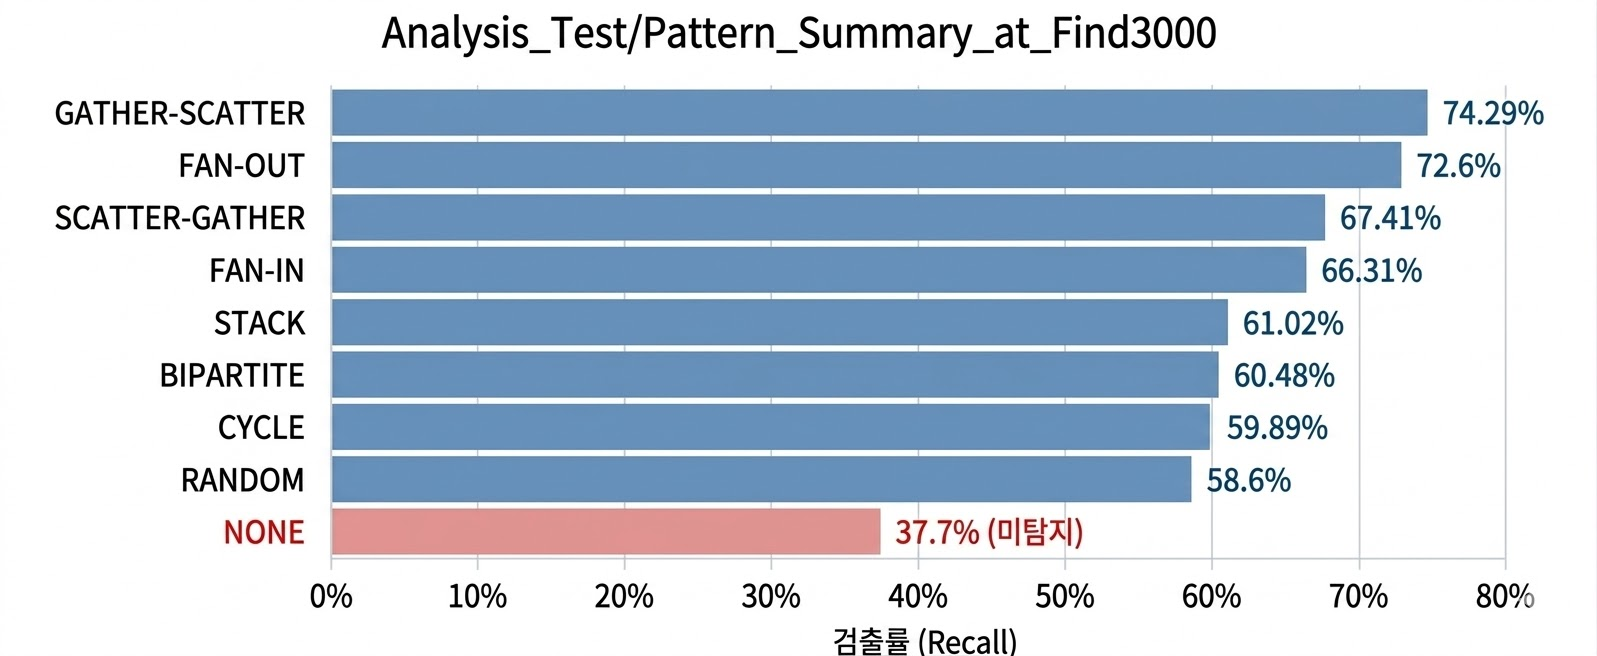 Analysis_Test/Pattern_Summary_at_Find3000
GATHER-SCATTER 74.29%
FAN-OUT 72.6%
SCATTER-GATHER 67.41%
FAN-IN 66.31%
STACK 61.02%
BIPARTITE 60.48%
CYCLE 59.89%
RANDOM 58.6%
NONE 37.7% (미탐지)
0% 10% 20% 30% 40% 50% 60% 70% 80%
검출률 (Recall)